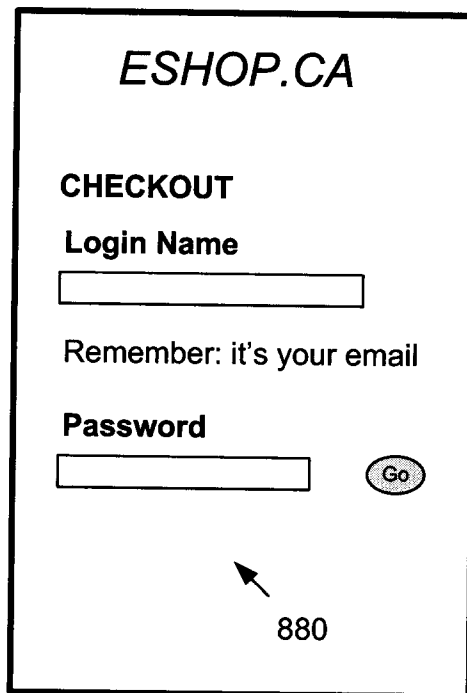 ESHOP.CA
CHECKOUT
Login Name
Remember: it's your email
Password
Go
880